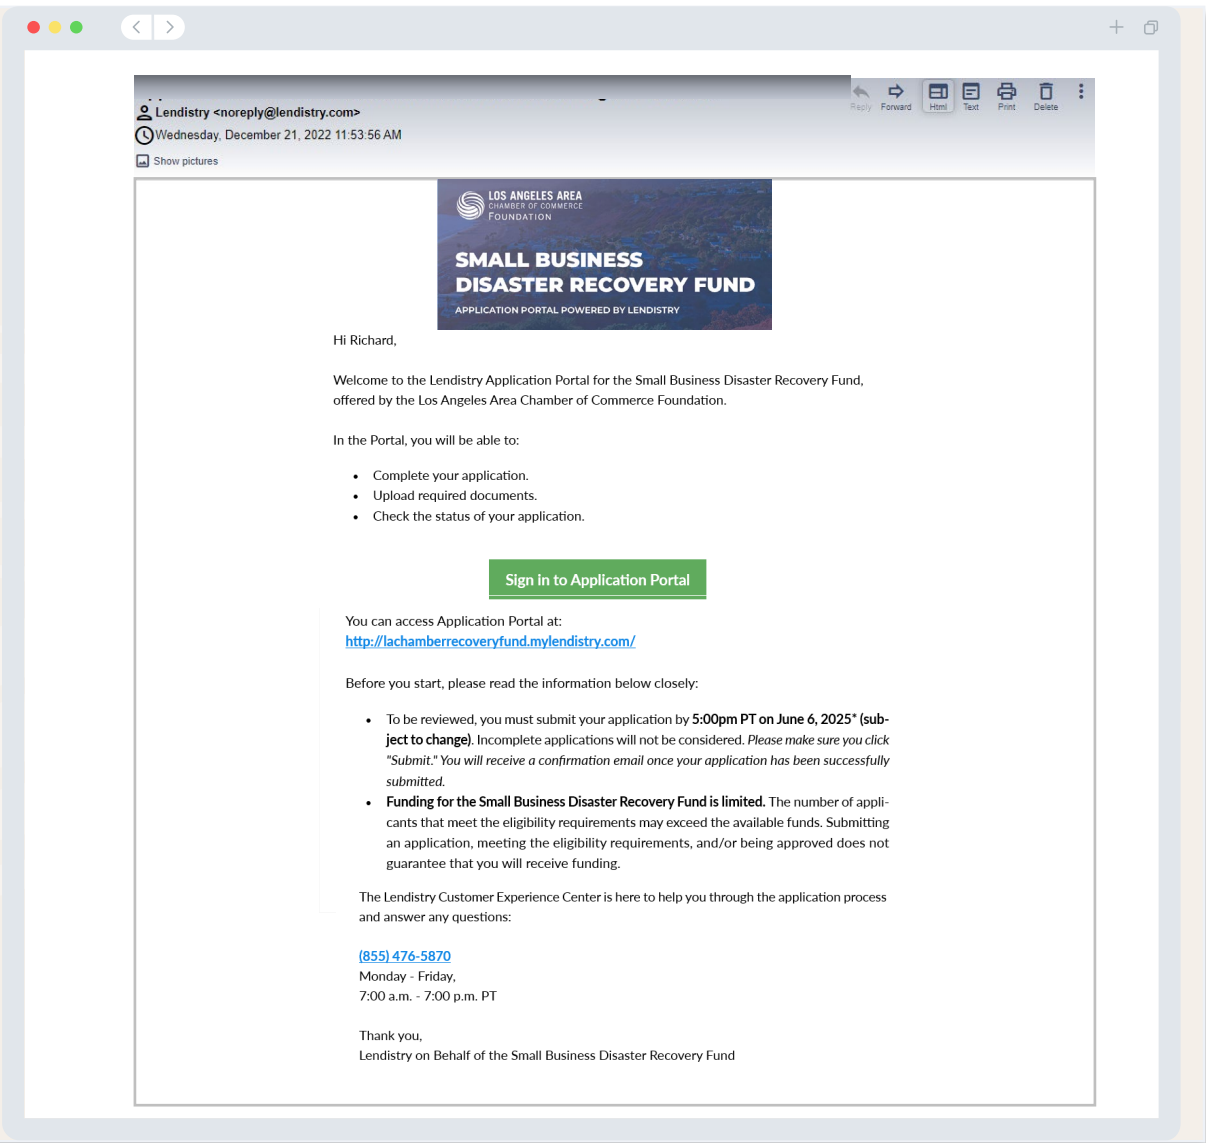 Lendistry <noreply@lendistry.com>
Wednesday, December 21, 2022 11:53:56 AM
Show pictures
Reply Forward Html Text Print Delete
LOS ANGELES AREA
CHAMBER OF COMMERCE
FOUNDATION
SMALL BUSINESS
DISASTER RECOVERY FUND
APPLICATION PORTAL POWERED BY LENDISTRY
Hi Richard,
Welcome to the Lendistry Application Portal for the Small Business Disaster Recovery Fund,
offered by the Los Angeles Area Chamber of Commerce Foundation.
In the Portal, you will be able to:
• Complete your application.
• Upload required documents.
• Check the status of your application.
Sign in to Application Portal
You can access Application Portal at:
http://lachamberrecoveryfund.mylendistry.com/
Before you start, please read the information below closely:
• To be reviewed, you must submit your application by 5:00pm PT on June 6, 2025* (sub-
ject to change). Incomplete applications will not be considered. Please make sure you click
"Submit." You will receive a confirmation email once your application has been successfully
submitted.
• Funding for the Small Business Disaster Recovery Fund is limited. The number of appli-
cants that meet the eligibility requirements may exceed the available funds. Submitting
an application, meeting the eligibility requirements, and/or being approved does not
guarantee that you will receive funding.
The Lendistry Customer Experience Center is here to help you through the application process
and answer any questions:
(855) 476-5870
Monday - Friday,
7:00 a.m. - 7:00 p.m. PT
Thank you,
Lendistry on Behalf of the Small Business Disaster Recovery Fund